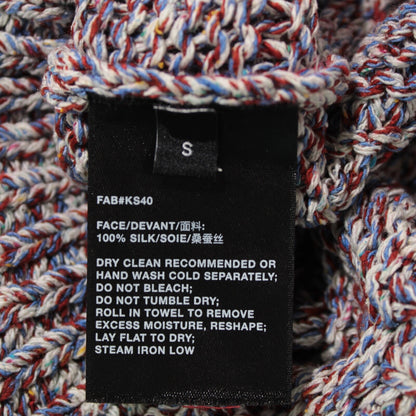 S
FAB#KS40
FACE/DEVANT/面料:
100% SILK/SOIE/桑蚕丝
DRY CLEAN RECOMMENDED OR
HAND WASH COLD SEPARATELY;
DO NOT BLEACH;
DO NOT TUMBLE DRY;
ROLL IN TOWEL TO REMOVE
EXCESS MOISTURE, RESHAPE;
LAY FLAT TO DRY;
STEAM IRON LOW